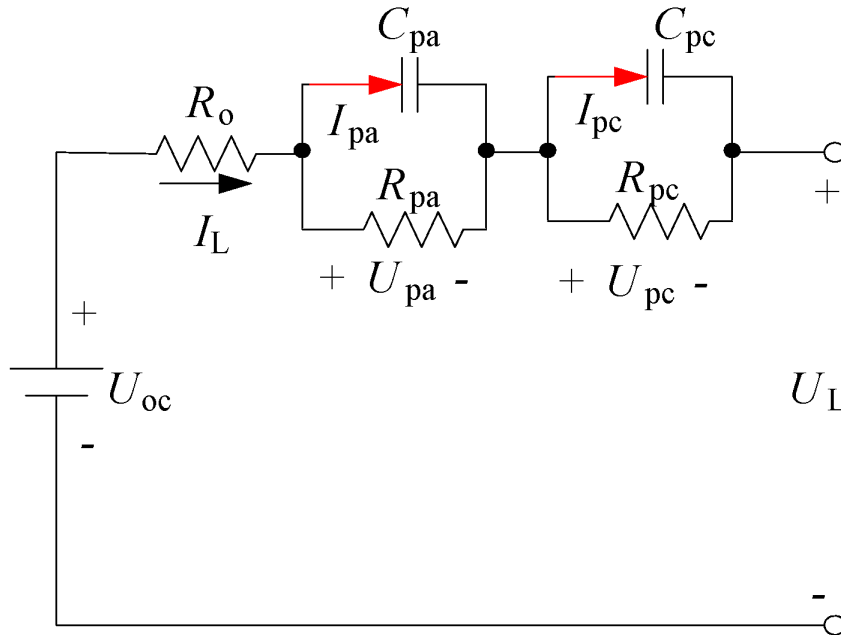 C_pa C_pc
R_o I_pa I_pc
R_pa R_pc
I_L + U_pa - + U_pc - +
+
U_oc U_L
- -